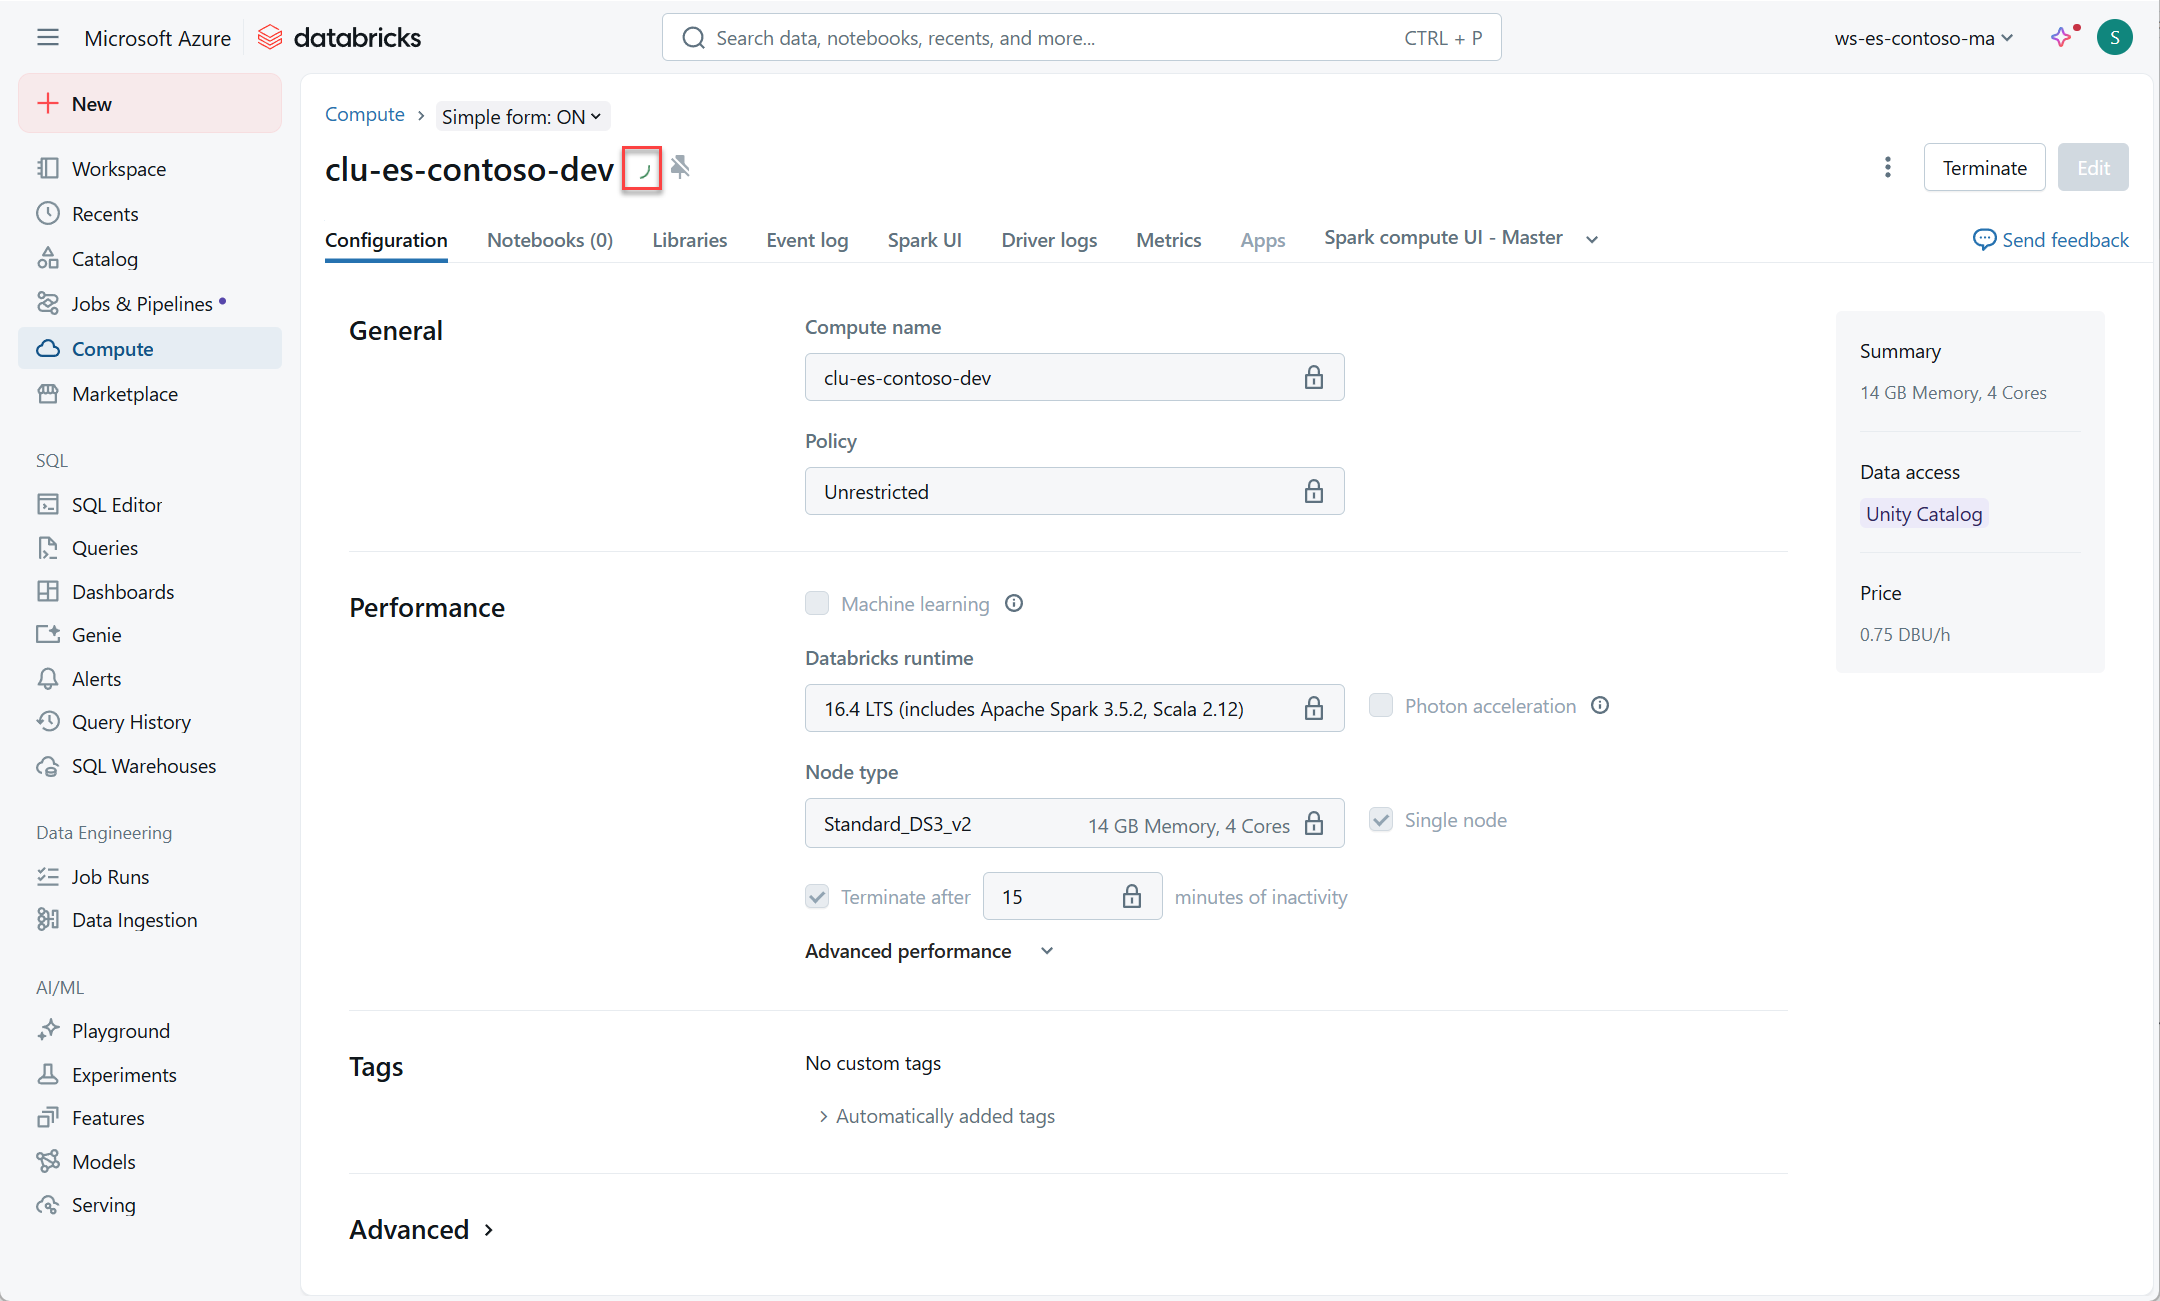 Microsoft Azure databricks
Search data, notebooks, recents, and more... CTRL + P
ws-es-contoso-ma
S
New
Workspace
Recents
Catalog
Jobs & Pipelines
Compute
Marketplace
SQL
SQL Editor
Queries
Dashboards
Genie
Alerts
Query History
SQL Warehouses
Data Engineering
Job Runs
Data Ingestion
AI/ML
Playground
Experiments
Features
Models
Serving
Compute Simple form: ON
clu-es-contoso-dev
Terminate Edit
Configuration Notebooks (0) Libraries Event log Spark UI Driver logs Metrics Apps Spark compute UI - Master
Send feedback
General
Compute name
clu-es-contoso-dev
Policy
Unrestricted
Performance
Machine learning
Databricks runtime
16.4 LTS (includes Apache Spark 3.5.2, Scala 2.12)
Photon acceleration
Node type
Standard_DS3_v2 14 GB Memory, 4 Cores
Single node
Terminate after 15 minutes of inactivity
Advanced performance
Tags
No custom tags
Automatically added tags
Advanced
Summary
14 GB Memory, 4 Cores
Data access
Unity Catalog
Price
0.75 DBU/h